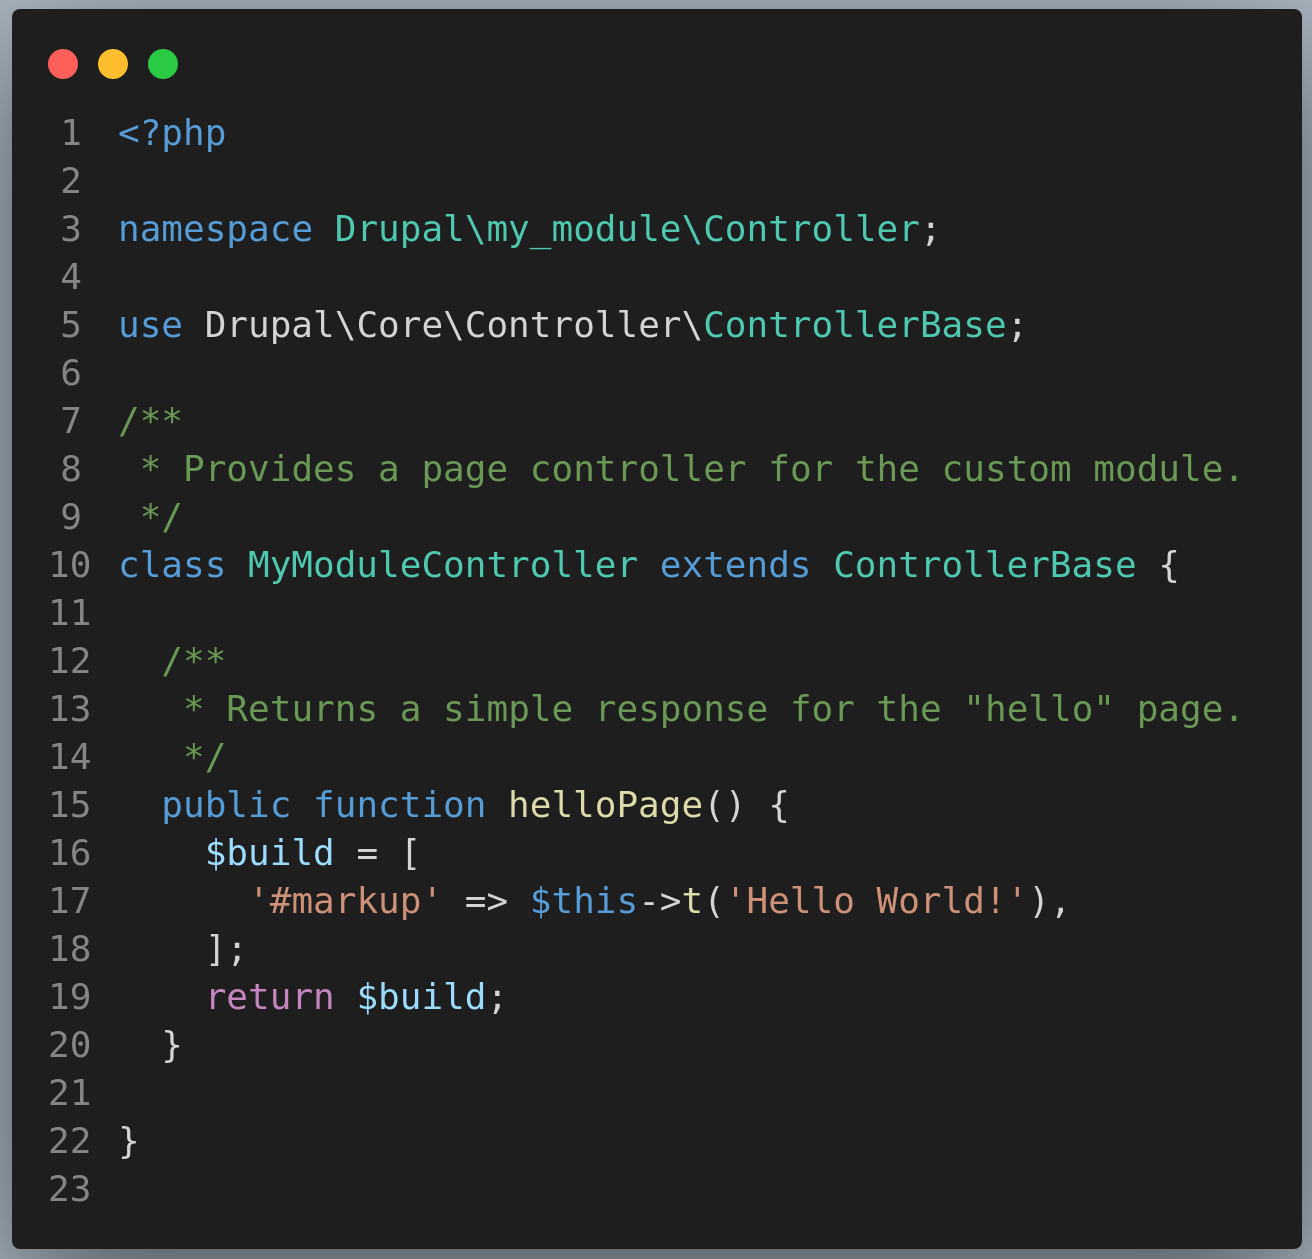 1 <?php
2
3 namespace Drupal\my_module\Controller;
4
5 use Drupal\Core\Controller\ControllerBase;
6
7 /**
8  * Provides a page controller for the custom module.
9  */
10 class MyModuleController extends ControllerBase {
11
12   /**
13    * Returns a simple response for the "hello" page.
14    */
15   public function helloPage() {
16     $build = [
17       '#markup' => $this->t('Hello World!'),
18     ];
19     return $build;
20   }
21
22 }
23